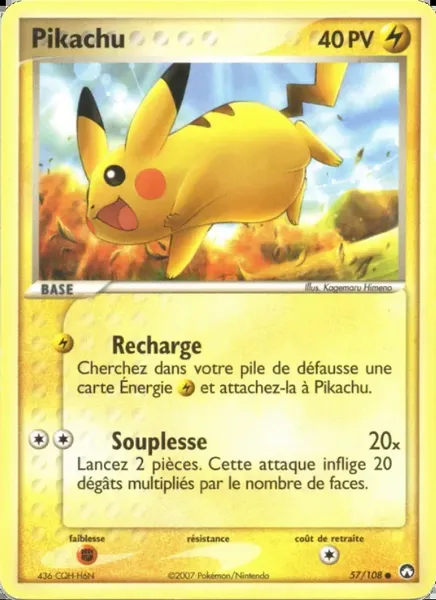 Pikachu 40 PV
BASE
Illus. Kagemaru Himeno
Recharge
Cherchez dans votre pile de défausse une
carte Énergie et attachez-la à Pikachu.
Souplesse 20x
Lancez 2 pièces. Cette attaque inflige 20
dégâts multipliés par le nombre de faces.
faiblesse résistance coût de retraite
436 CQH-H6N ©2007 Pokémon/Nintendo 57/108